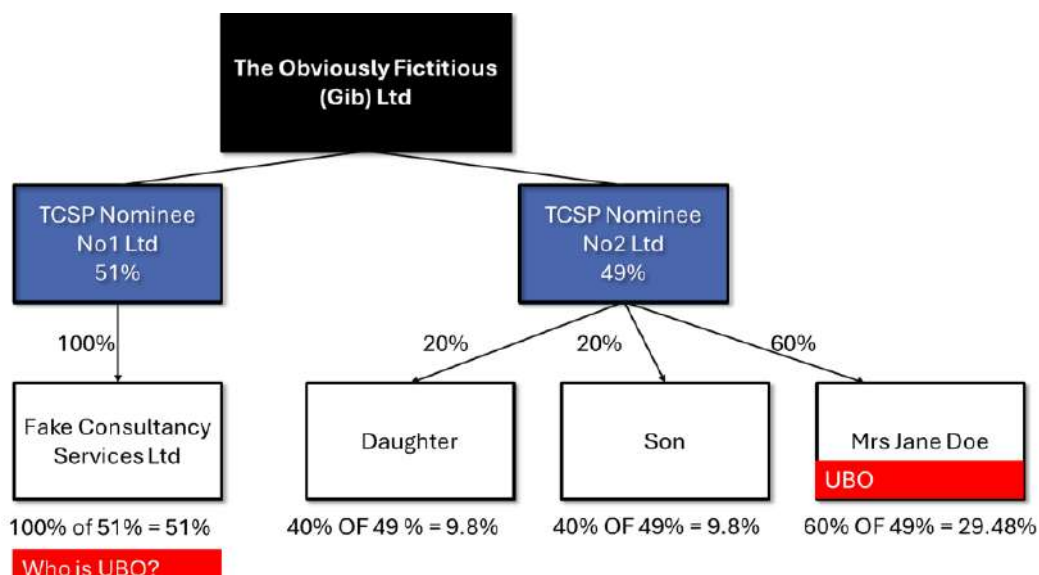 The Obviously Fictitious
(Gib) Ltd
TCSP Nominee
No1 Ltd
51%
TCSP Nominee
No2 Ltd
49%
100%
20%
20%
60%
Fake Consultancy
Services Ltd
Daughter
Son
Mrs Jane Doe
UBO
100% of 51% = 51%
40% OF 49 % = 9.8%
40% OF 49% = 9.8%
60% OF 49% = 29.48%
Who is UBO?